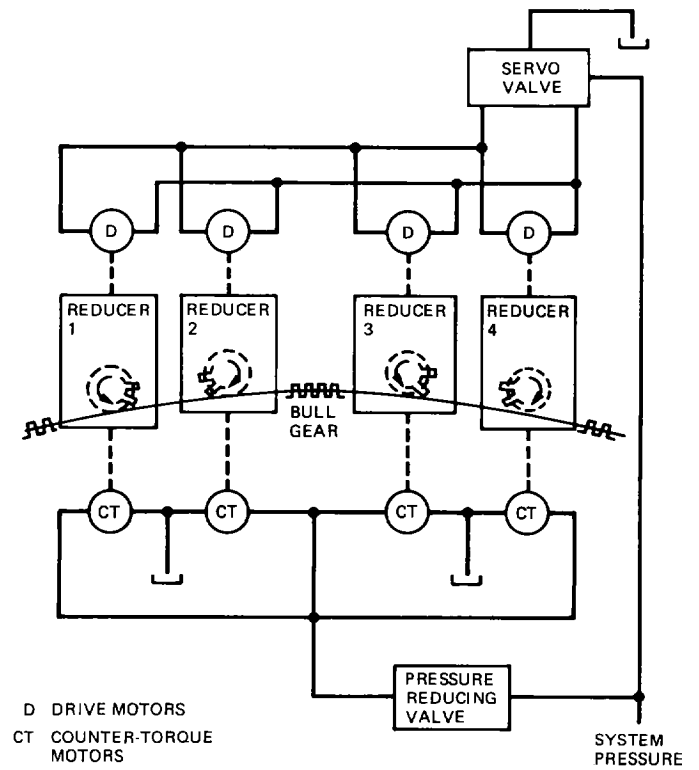 SERVO
VALVE
D
D
D
D
REDUCER
1
REDUCER
2
REDUCER
3
REDUCER
4
BULL
GEAR
CT
CT
CT
CT
PRESSURE
REDUCING
VALVE
D DRIVE MOTORS
CT COUNTER-TORQUE
MOTORS
SYSTEM
PRESSURE